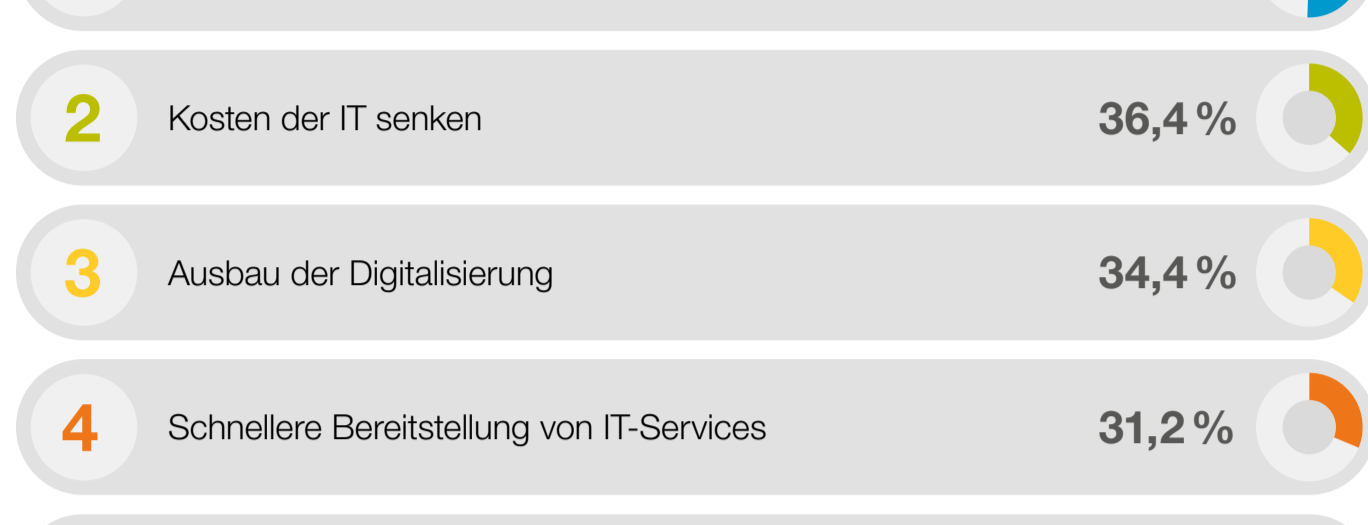 2 Kosten der IT senken 36,4 %
3 Ausbau der Digitalisierung 34,4 %
4 Schnellere Bereitstellung von IT-Services 31,2 %